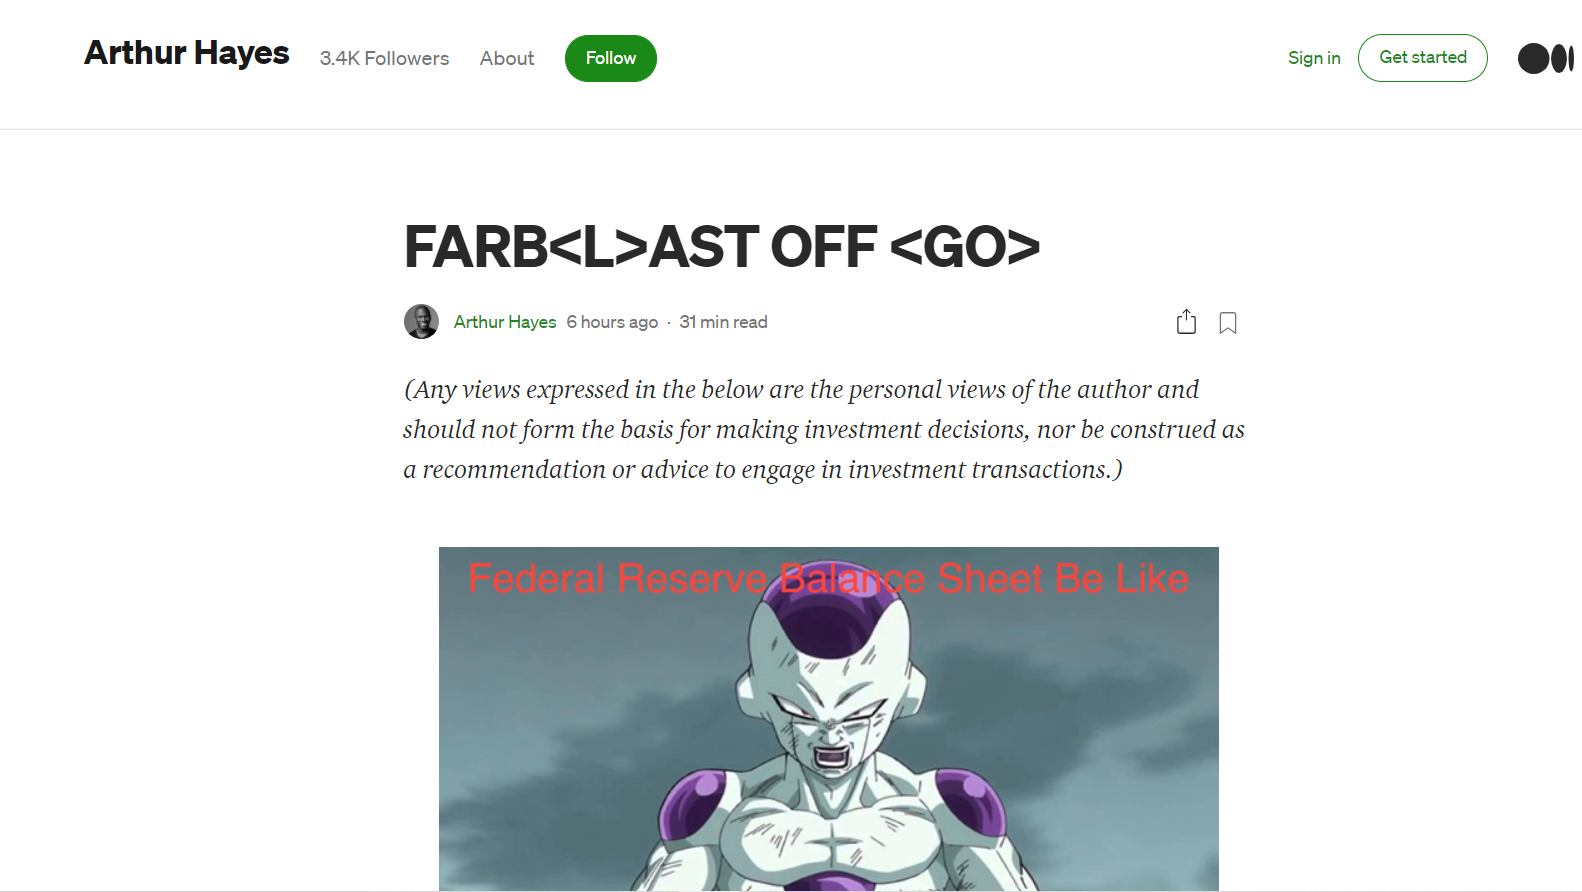 Arthur Hayes
3.4K Followers
About
Follow
Sign in
Get started
FARB<L>AST OFF <GO>
Arthur Hayes 6 hours ago · 31 min read
(Any views expressed in the below are the personal views of the author and
should not form the basis for making investment decisions, nor be construed as
a recommendation or advice to engage in investment transactions.)
Federal Reserve Balance Sheet Be Like